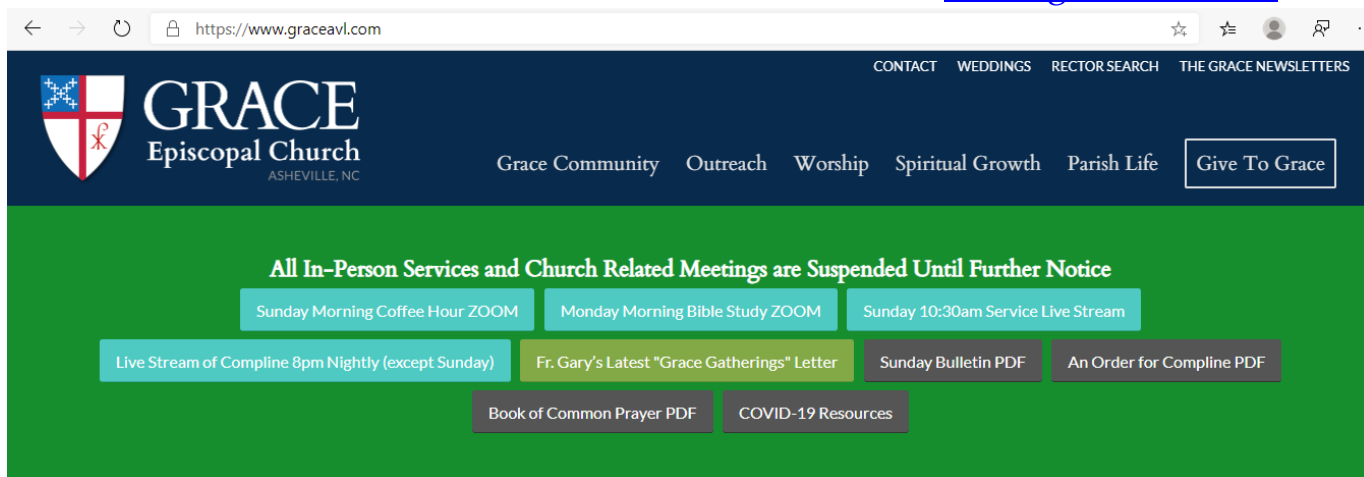 https://www.graceavl.com
CONTACT WEDDINGS RECTOR SEARCH THE GRACE NEWSLETTERS
GRACE
Episcopal Church
ASHEVILLE, NC
Grace Community Outreach Worship Spiritual Growth Parish Life Give To Grace
All In-Person Services and Church Related Meetings are Suspended Until Further Notice
Sunday Morning Coffee Hour ZOOM Monday Morning Bible Study ZOOM Sunday 10:30am Service Live Stream
Live Stream of Compline 8pm Nightly (except Sunday) Fr. Gary's Latest "Grace Gatherings" Letter Sunday Bulletin PDF An Order for Compline PDF
Book of Common Prayer PDF COVID-19 Resources